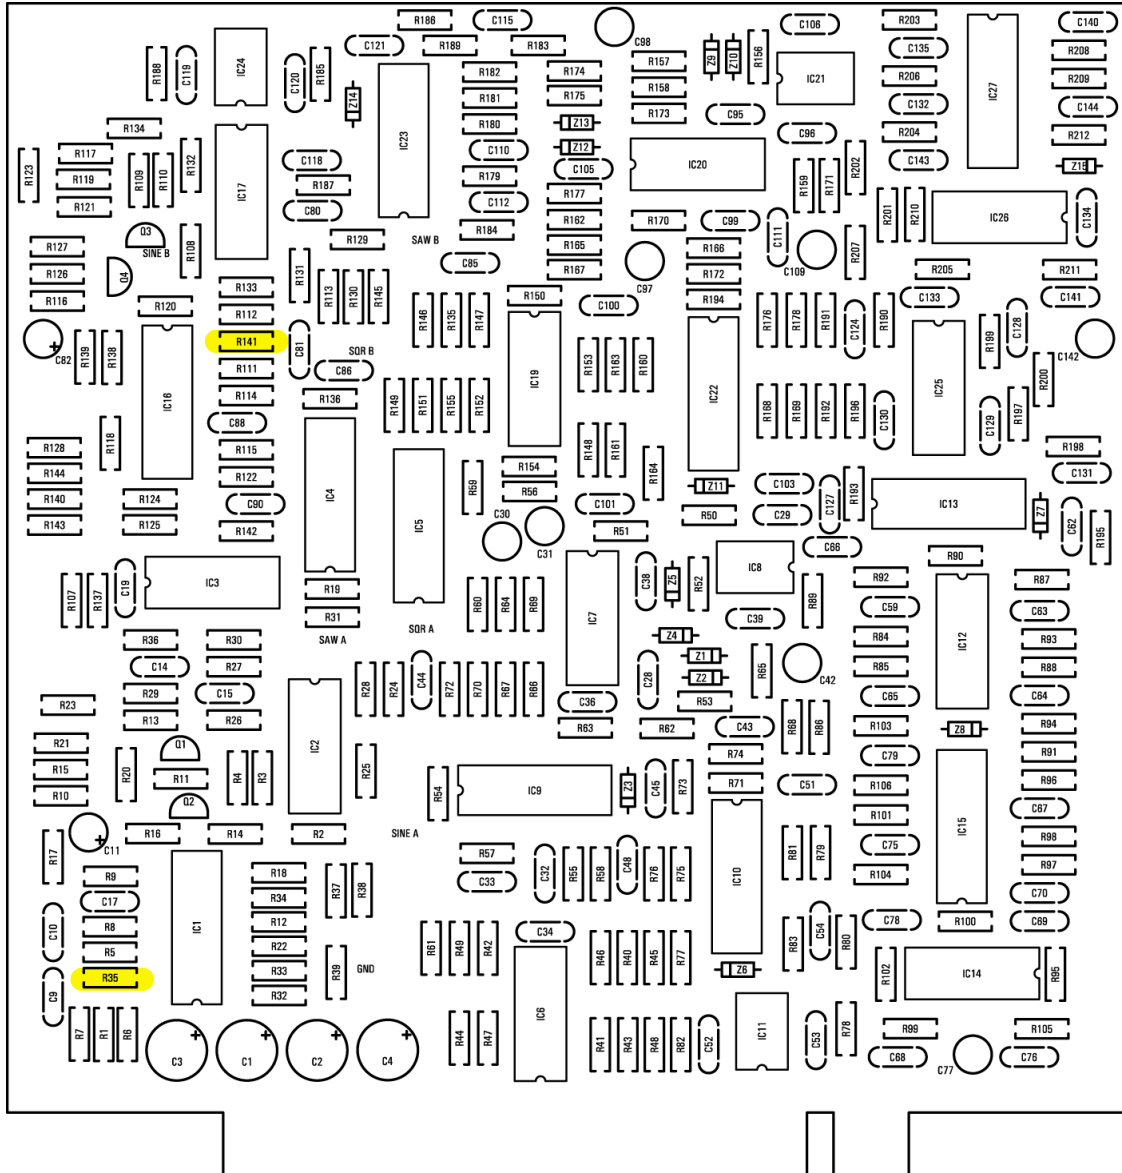 R186 C115 C106 R203 C140
C121 R189 R183 C98 Z9 Z10 R156 C135 R208
R188 C119 IC24 C120 R185 Z14 IC23 R182 R174 R157 IC21 R206 IC27 R209
R181 R175 R158 C132 C144
R134 R180 Z13 R173 C95 C96 R204 R212
R123 R117 R109 R110 R132 IC17 C118 C110 Z12 IC20 R202 C143 Z15
R119 R187 R179 C105 R159 R171
R121 C80 C112 R177 R201 R210 IC26 C134
Q3 R129 SAW B R184 R162 R170 C99 C111
R127 SINE B R108 R165 R166 C109 R207
R126 Q4 R131 C85 R167 C97 R172 R205 R211
R116 R120 R133 R113 R130 R145 R150 C100 R194 C133 C141
R112 R146 R135 R147 R176 R178 R191 C124 R190 C128
C82 R139 R138 R141 C81 SQR B R153 R163 R160 R199 C142
IC16 R111 C86 IC19 IC22 IC25 R200
R114 R136 R149 R151 R155 R152 R168 R169 R192 R196 C130 C129 R197
R118 C88
R128 R115 R148 R161 R164 R198
R144 R122 IC4 R59 R154 C131
R140 R124 C90 R56 Z11 C103 C127 R193 IC13
R143 R125 R142 IC5 C30 C31 C101 R50 C29 Z7 C62 R195
R51 C66
IC3 IC7 C38 Z5 R52 IC8 R90
R107 R137 C19 R19 R60 R64 R69 R89 R92 R87
R31 C39 C59 IC12 C63
R36 R30 SAW A SQR A Z4 R84 R93
C14 R27 Z1 R65 C42 R85 R88
R29 C15 R28 R24 C44 R72 R70 R67 R66 C28 Z2 C65 C64
R23 R13 R26 IC2 C36 R53
R21 Q1 R63 R62 C43 R68 R86 R103 Z8 R94
R15 R20 R11 R4 R3 R25 R74 C79 R91
R10 Q2 R54 IC9 Z3 C45 R73 R71 C51 R106 R96
C11 R16 R14 R2 SINE A R101 IC15 C67
R17 R9 R18 R57 IC10 R81 R79 C75 R98
C17 R34 R37 R38 C33 C32 R55 R58 C48 R76 R75 R104 R97
C10 R8 IC1 R12 C70
R5 R22 R61 R49 R42 C34 R83 C54 R80 C78 R100 C69
R35 R33 R39 GND R46 R40 R45 R77 Z6 R102 IC14 R95
C9 R32 IC6
R7 R1 R6 R44 R47 R41 R43 R48 R82 C52 IC11 C53 R78 R99 R105
C3 C1 C2 C4 C68 C77 C76